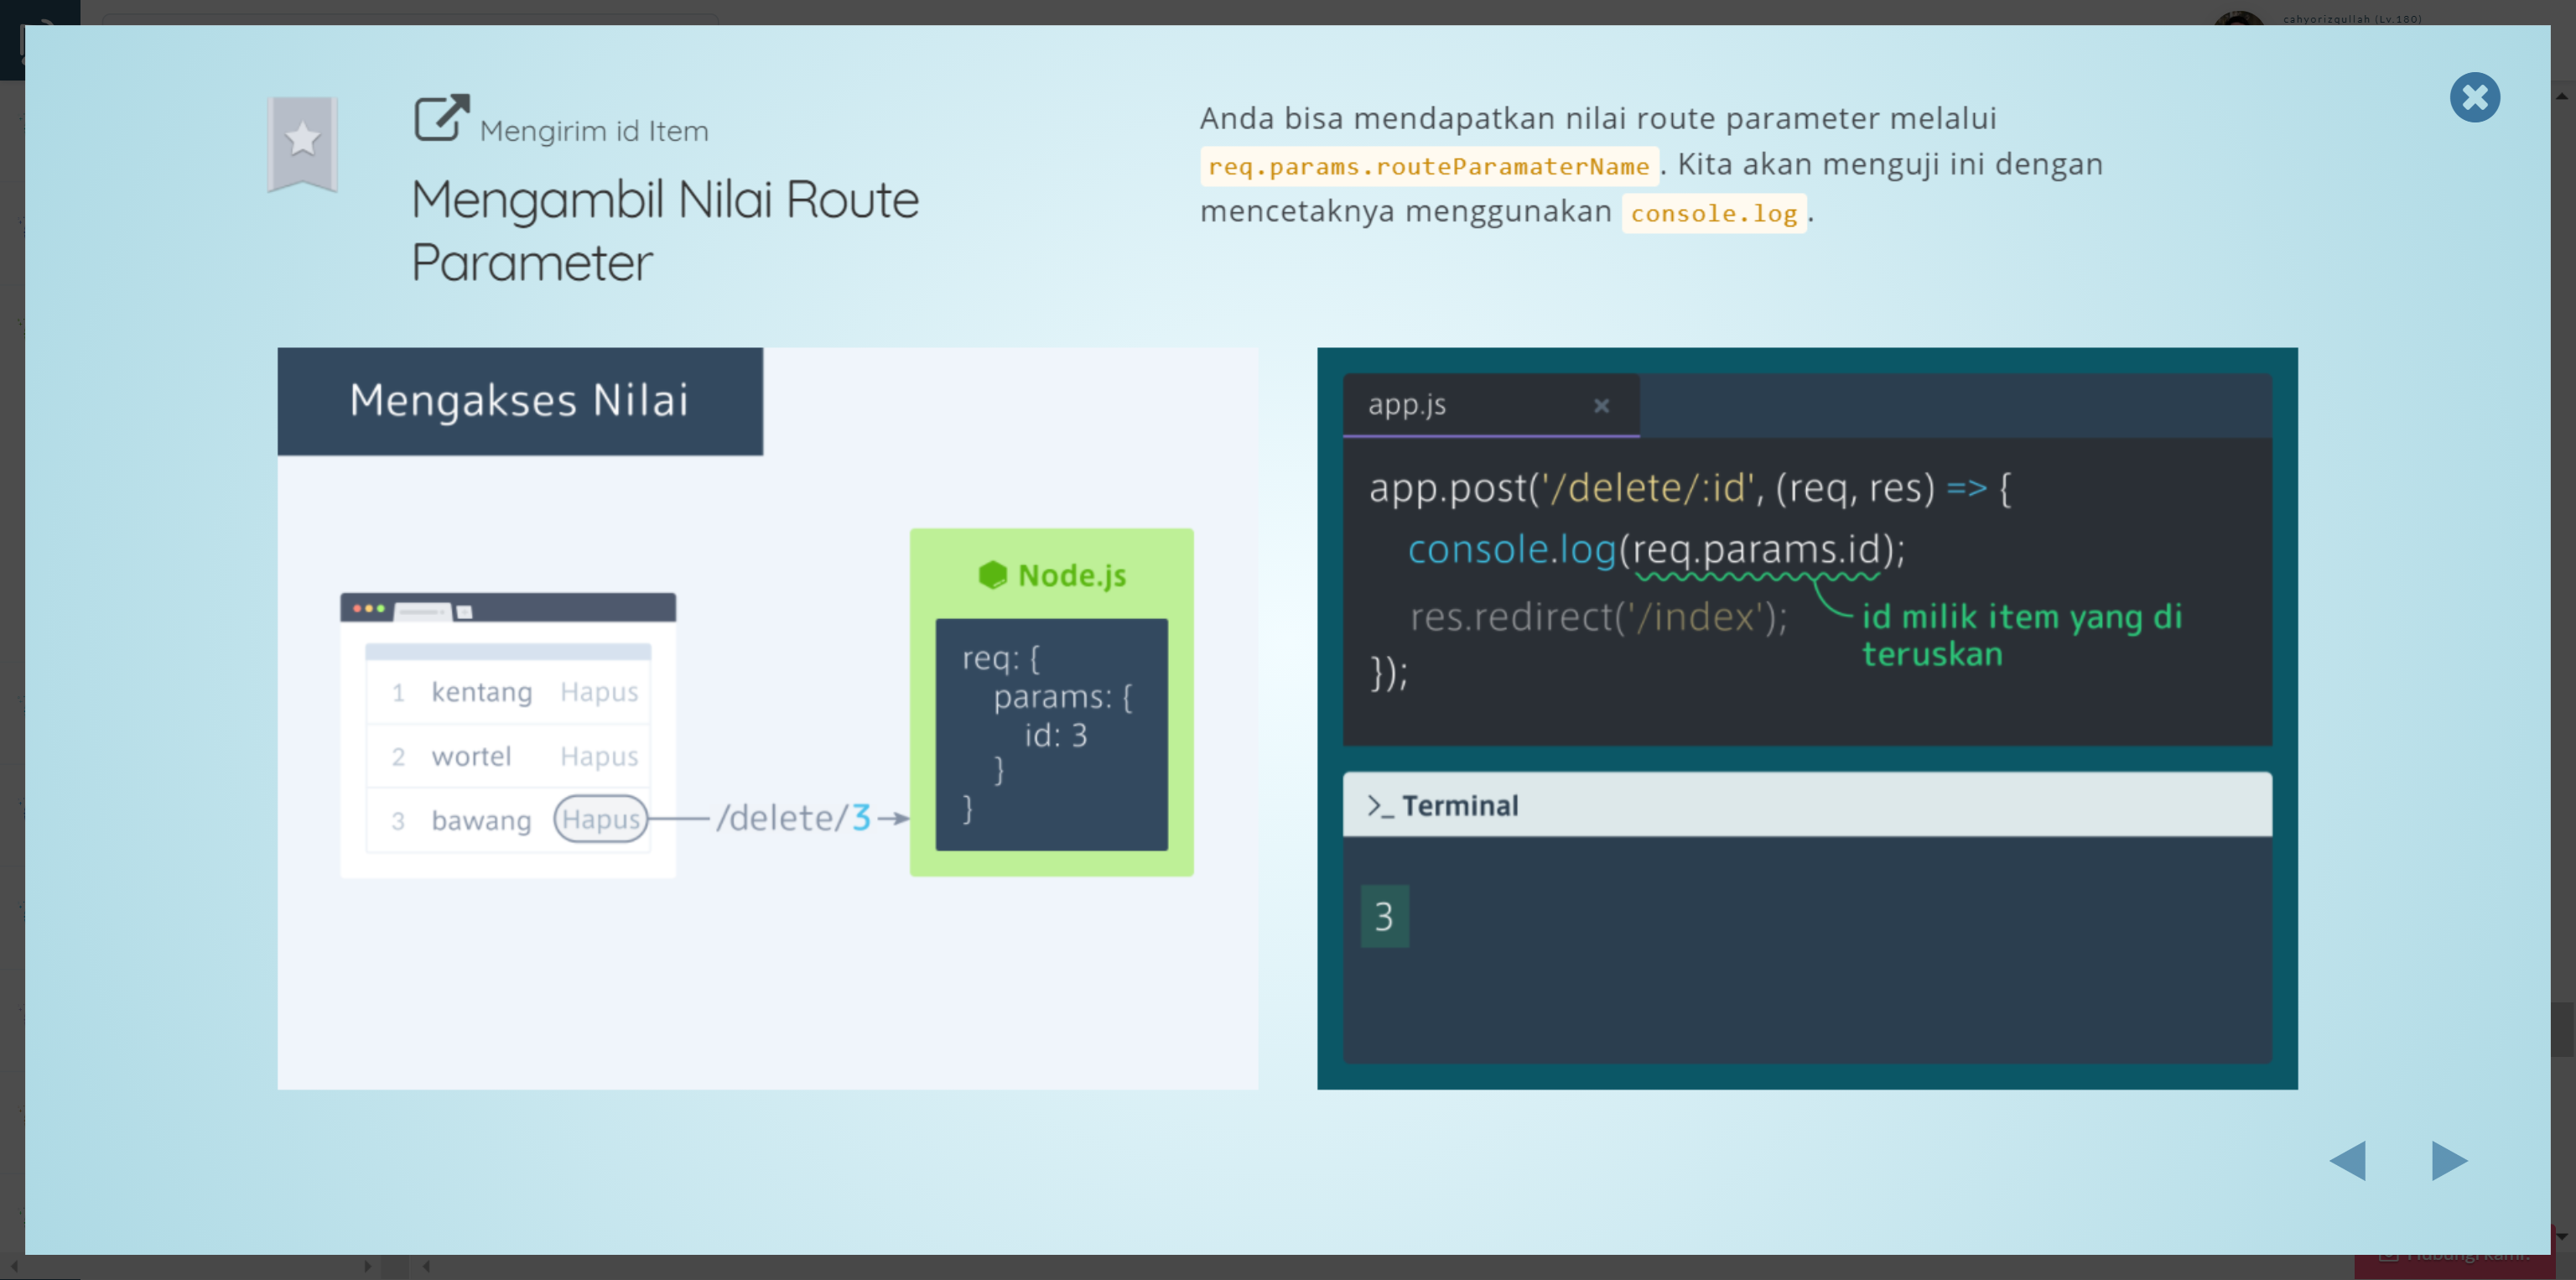 cahyorizqullah (Lv.180)
Mengirim id Item
Mengambil Nilai Route
Parameter
Anda bisa mendapatkan nilai route parameter melalui
req.params.routeParamaterName. Kita akan menguji ini dengan
mencetaknya menggunakan console.log.
Mengakses Nilai
1 kentang Hapus
2 wortel Hapus
3 bawang Hapus
/delete/3
Node.js
req: {
params: {
id: 3
}
}
app.js
app.post('/delete/:id', (req, res) => {
console.log(req.params.id);
res.redirect('/index');
});
id milik item yang di
teruskan
>_ Terminal
3